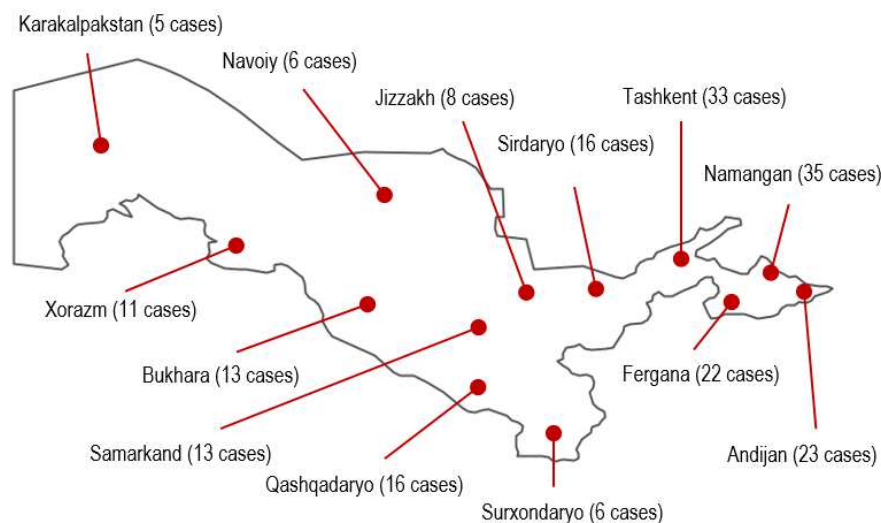 Karakalpakstan (5 cases)
Navoiy (6 cases)
Jizzakh (8 cases)
Tashkent (33 cases)
Sirdaryo (16 cases)
Namangan (35 cases)
Xorazm (11 cases)
Bukhara (13 cases)
Fergana (22 cases)
Samarkand (13 cases)
Andijan (23 cases)
Qashqadaryo (16 cases)
Surxondaryo (6 cases)